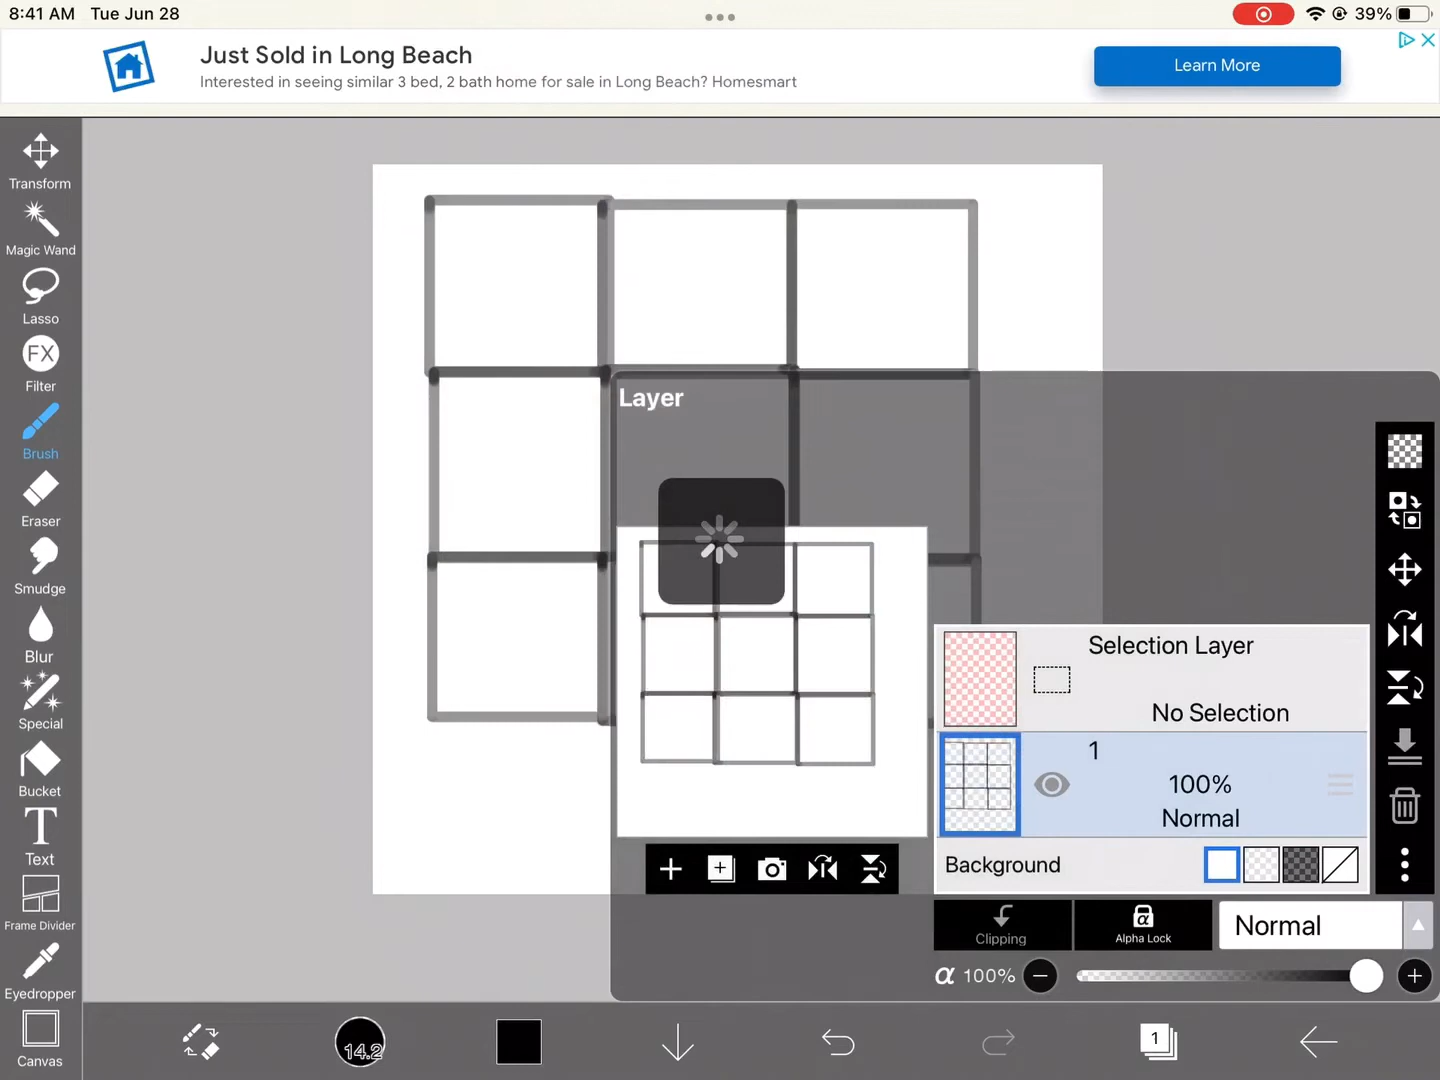 8:41 AM Tue Jun 28
39%
Just Sold in Long Beach
Interested in seeing similar 3 bed, 2 bath home for sale in Long Beach? Homesmart
Learn More
Transform
Magic Wand
Lasso
FX
Filter
Brush
Eraser
Smudge
Blur
Special
Bucket
T
Text
Frame Divider
Eyedropper
Canvas
Layer
Selection Layer
No Selection
1
100%
Normal
Background
Clipping
α
Alpha Lock
Normal
α 100%
14.2
1